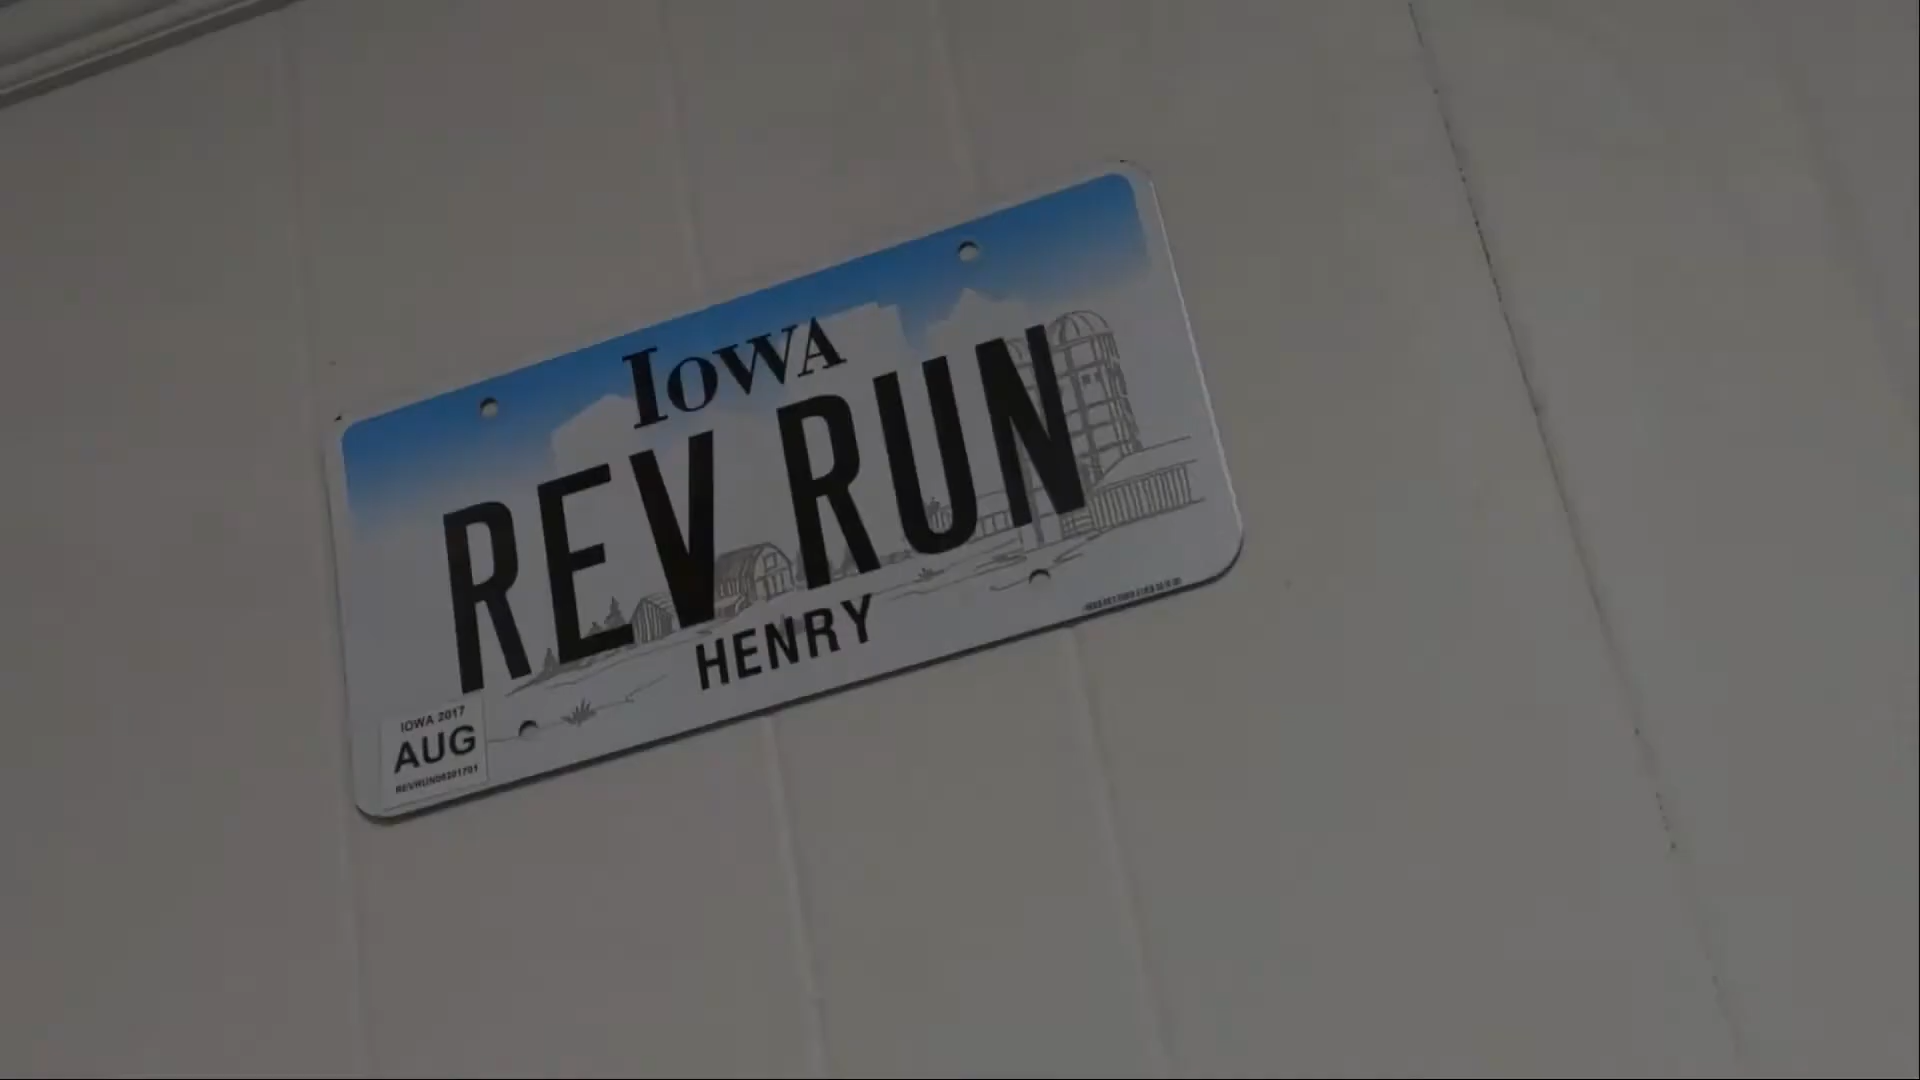 IOWA
REV RUN
HENRY
IOWA 2017
AUG